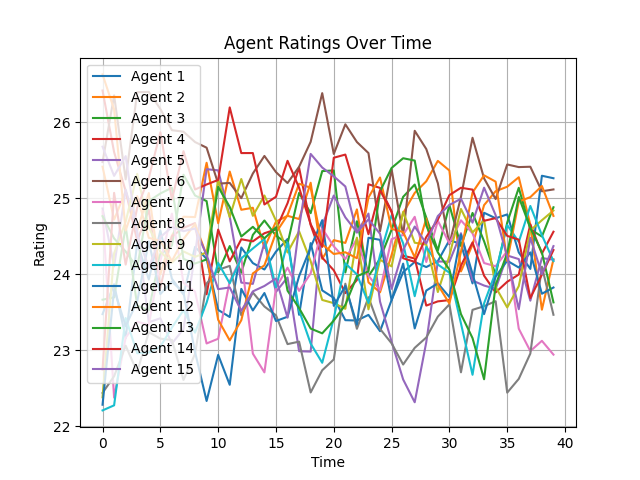 Agent Ratings Over Time
Agent 1
Agent 2
Agent 3
Agent 4
Agent 5
Agent 6
Agent 7
Agent 8
Agent 9
Agent 10
Agent 11
Agent 12
Agent 13
Agent 14
Agent 15
26
25
24
23
22
Rating
0 5 10 15 20 25 30 35 40
Time